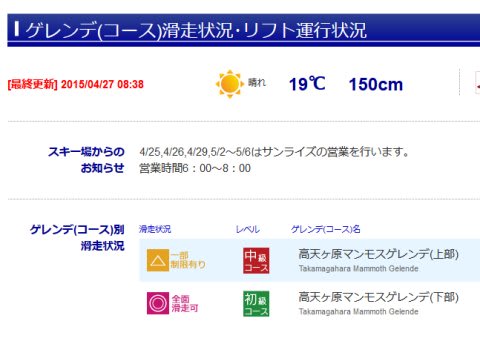 ゲレンデ(コース)滑走状況･リフト運行状況
[最終更新] 2015/04/27 08:38
晴れ
19℃
150cm
スキー場からの
お知らせ
4/25,4/26,4/29,5/2～5/6はサンライズの営業を行います。
営業時間6：00～8：00
ゲレンデ(コース)別
滑走状況
滑走状況 レベル ゲレンデ(コース)名
一部
制限有り
中級
コース
高天ヶ原マンモスゲレンデ(上部)
Takamagahara Mammoth Gelende
全面
滑走可
初級
コース
高天ヶ原マンモスゲレンデ(下部)
Takamagahara Mammoth Gelende